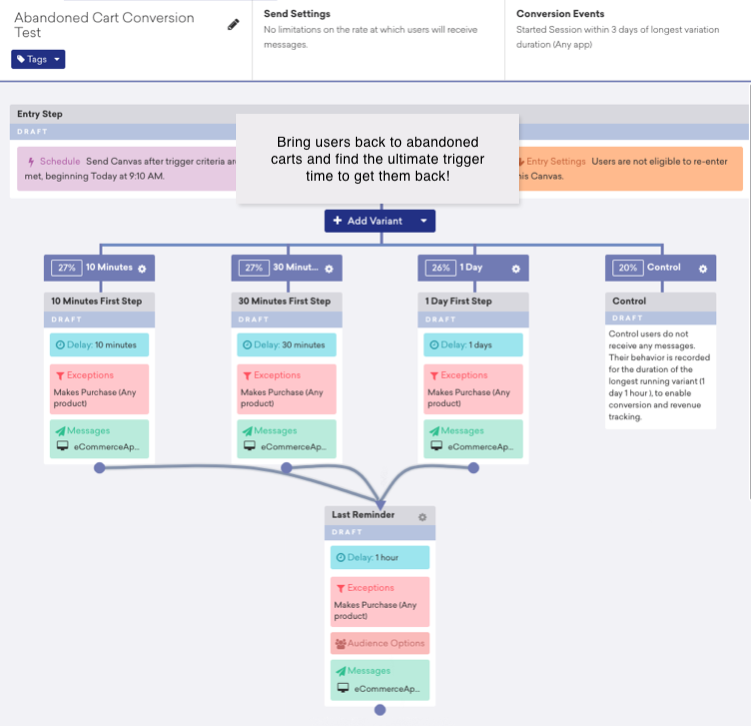 Abandoned Cart Conversion
Test
Tags
Send Settings
No limitations on the rate at which users will receive
messages.
Conversion Events
Started Session within 3 days of longest variation
duration (Any app)
Entry Step
DRAFT
Schedule Send Canvas after trigger criteria are
met, beginning Today at 9:10 AM.
Bring users back to abandoned
carts and find the ultimate trigger
time to get them back!
Entry Settings Users are not eligible to re-enter
this Canvas.
Add Variant
27% 10 Minutes
27% 30 Minut...
26% 1 Day
20% Control
10 Minutes First Step
DRAFT
Delay: 10 minutes
Exceptions
Makes Purchase (Any
product)
Messages
eCommerceAp...
30 Minutes First Step
DRAFT
Delay: 30 minutes
Exceptions
Makes Purchase (Any
product)
Messages
eCommerceAp...
1 Day First Step
DRAFT
Delay: 1 days
Exceptions
Makes Purchase (Any
product)
Messages
eCommerceAp...
Control
DRAFT
Control users do not
receive any messages.
Their behavior is recorded
for the duration of the
longest running variant (1
day 1 hour ), to enable
conversion and revenue
tracking.
Last Reminder
DRAFT
Delay: 1 hour
Exceptions
Makes Purchase (Any
product)
Audience Options
Messages
eCommerceAp...